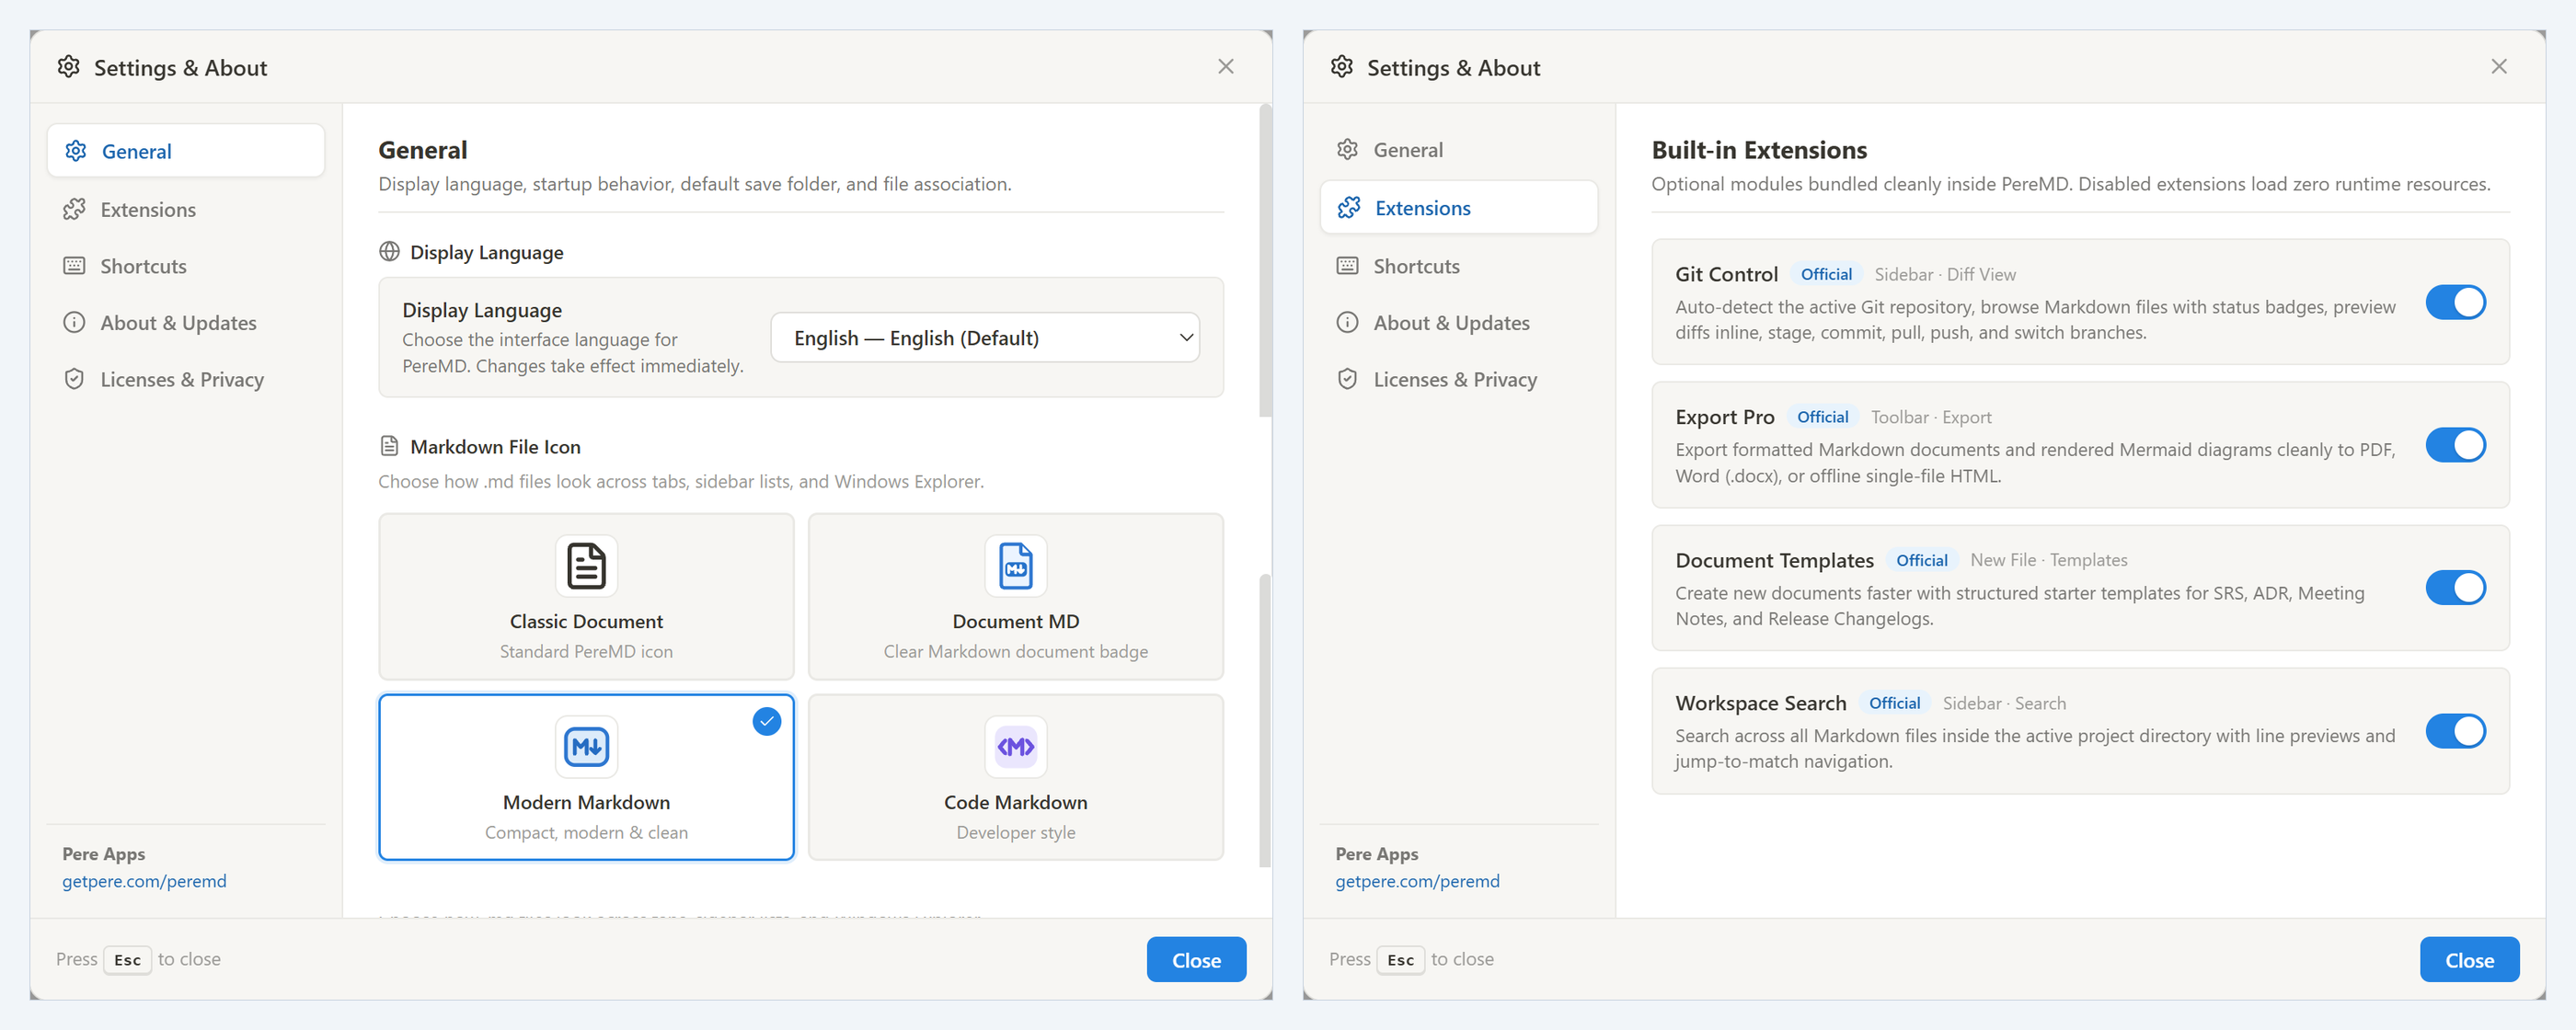 Settings & About
General
Extensions
Shortcuts
About & Updates
Licenses & Privacy
Pere Apps
getpere.com/peremd
General
Display language, startup behavior, default save folder, and file association.
Display Language
Display Language
Choose the interface language for
PereMD. Changes take effect immediately.
English — English (Default)
Markdown File Icon
Choose how .md files look across tabs, sidebar lists, and Windows Explorer.
Classic Document
Standard PereMD icon
M↓
Document MD
Clear Markdown document badge
M↓
Modern Markdown
Compact, modern & clean
<M>
Code Markdown
Developer style
Press Esc to close
Close
Settings & About
General
Extensions
Shortcuts
About & Updates
Licenses & Privacy
Pere Apps
getpere.com/peremd
Built-in Extensions
Optional modules bundled cleanly inside PereMD. Disabled extensions load zero runtime resources.
Git Control Official Sidebar · Diff View
Auto-detect the active Git repository, browse Markdown files with status badges, preview
diffs inline, stage, commit, pull, push, and switch branches.
Export Pro Official Toolbar · Export
Export formatted Markdown documents and rendered Mermaid diagrams cleanly to PDF,
Word (.docx), or offline single-file HTML.
Document Templates Official New File · Templates
Create new documents faster with structured starter templates for SRS, ADR, Meeting
Notes, and Release Changelogs.
Workspace Search Official Sidebar · Search
Search across all Markdown files inside the active project directory with line previews and
jump-to-match navigation.
Press Esc to close
Close